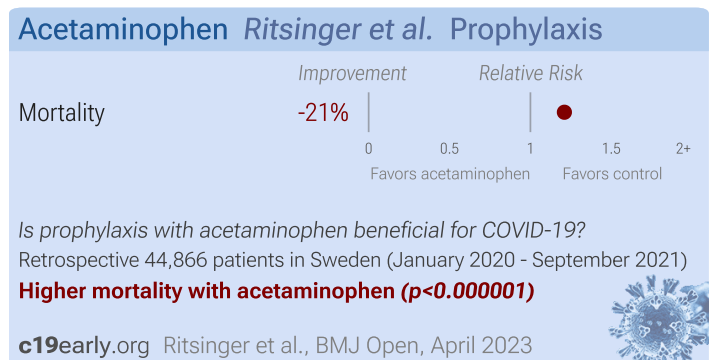 Acetaminophen Ritsinger et al. Prophylaxis
Improvement Relative Risk
Mortality -21%
0 0.5 1 1.5 2+
Favors acetaminophen Favors control
Is prophylaxis with acetaminophen beneficial for COVID-19?
Retrospective 44,866 patients in Sweden (January 2020 - September 2021)
Higher mortality with acetaminophen (p<0.000001)
c19early.org Ritsinger et al., BMJ Open, April 2023